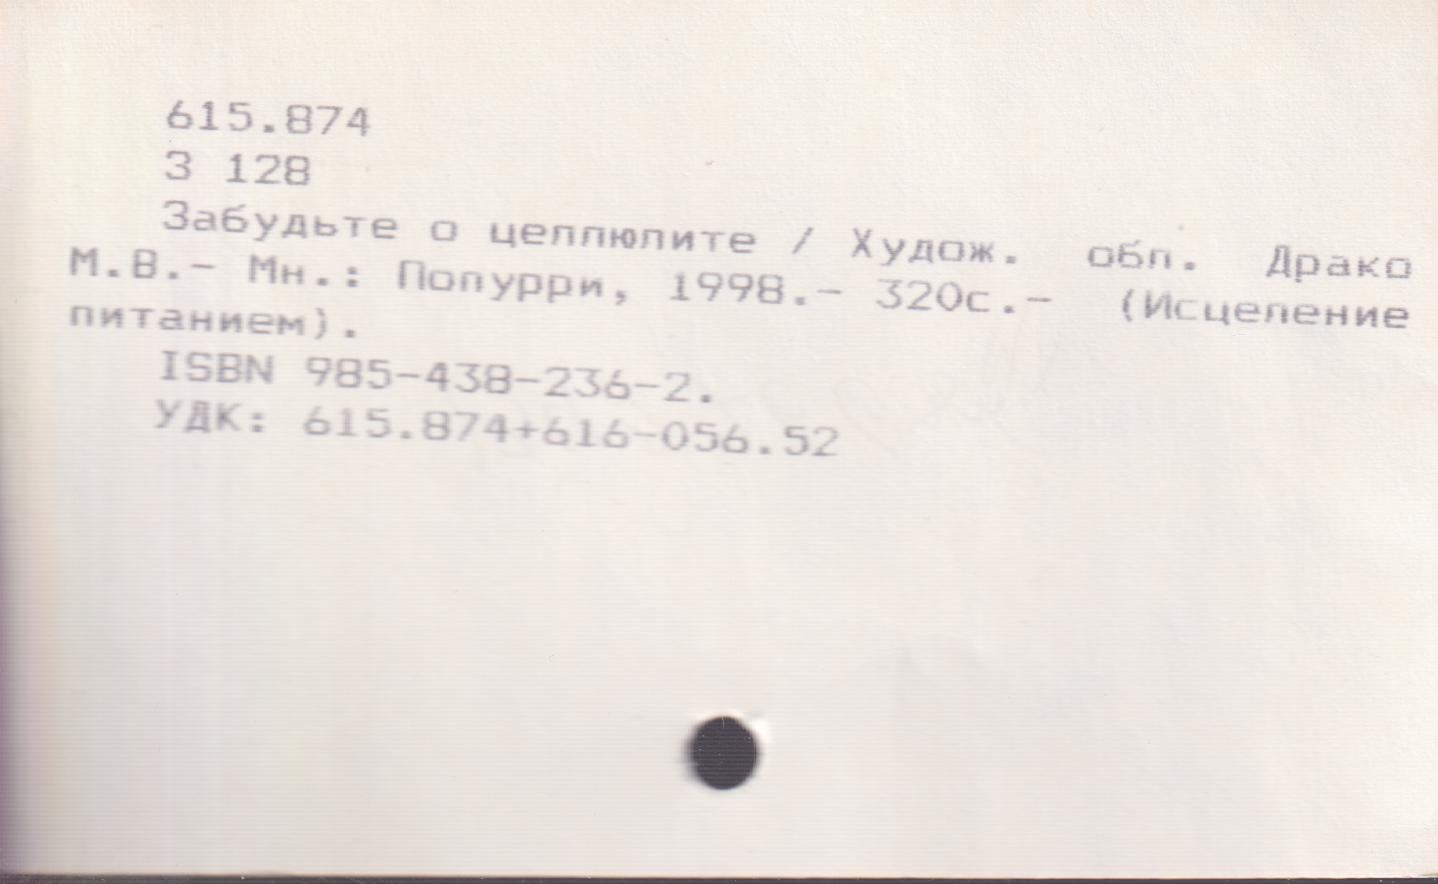 615.874
З 128
Забудьте о целлюлите / Худож. обл. Драко
М.В.- Мн.: Попурри, 1998.- 320с.- (Исцеление
питанием).
ISBN 985-438-236-2.
УДК: 615.874+616-056.52